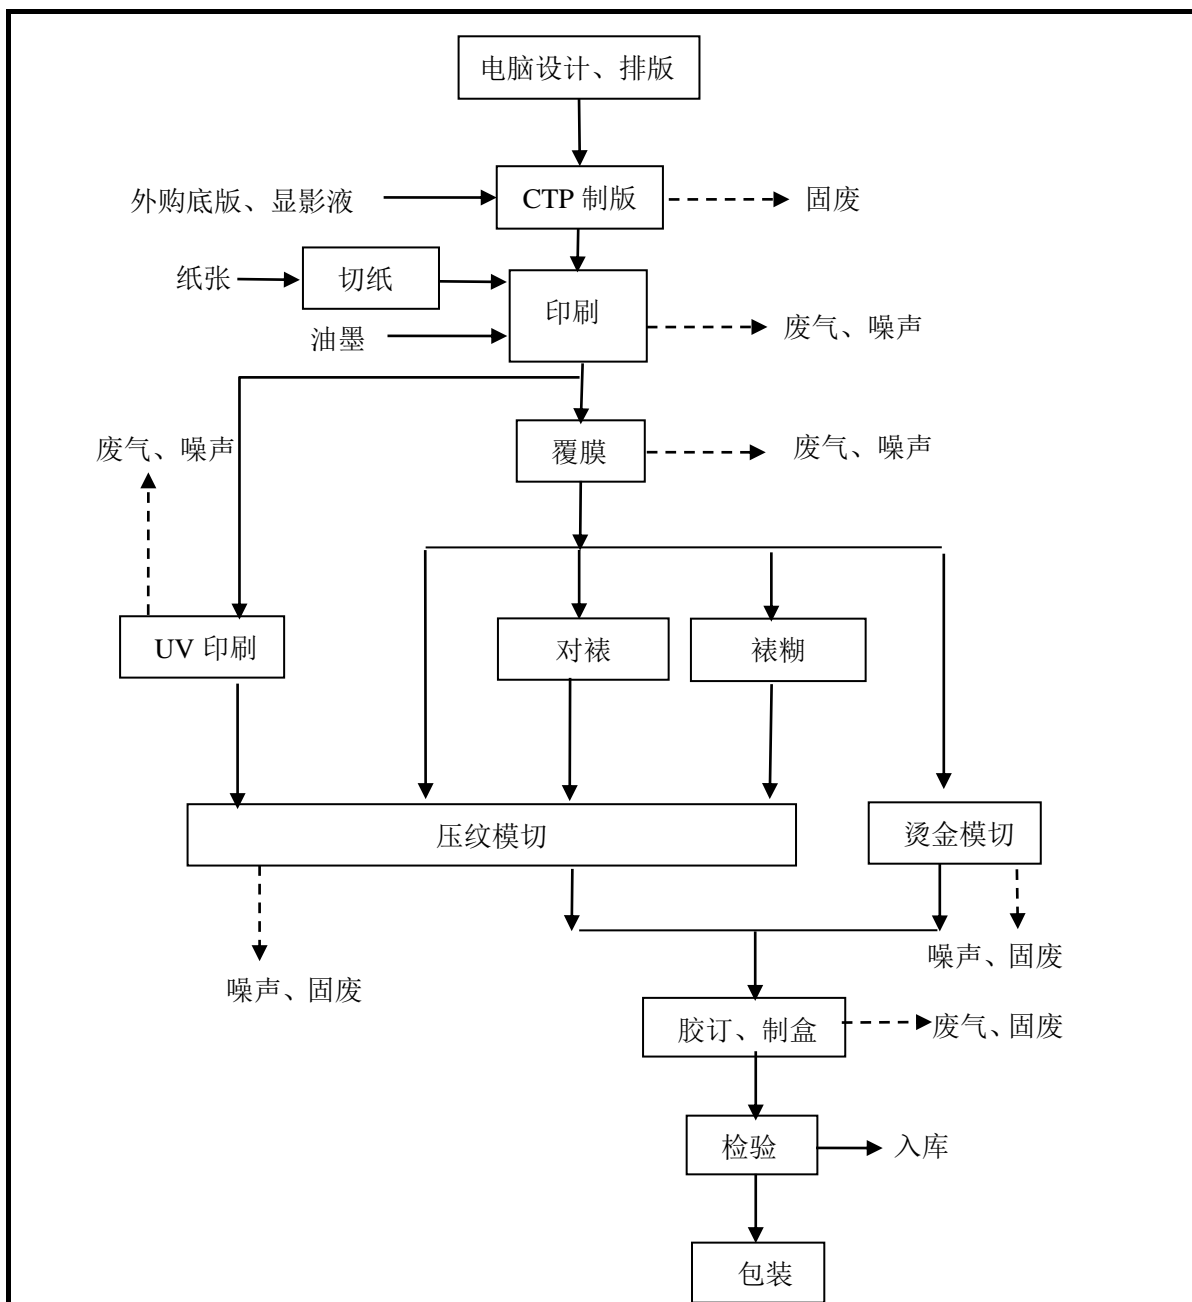 电脑设计、排版
外购底版、显影液
CTP 制版
固废
纸张
切纸
印刷
油墨
废气、噪声
废气、噪声
覆膜
废气、噪声
UV 印刷
对裱
裱糊
压纹模切
烫金模切
噪声、固废
噪声、固废
胶订、制盒
废气、固废
检验
入库
包装